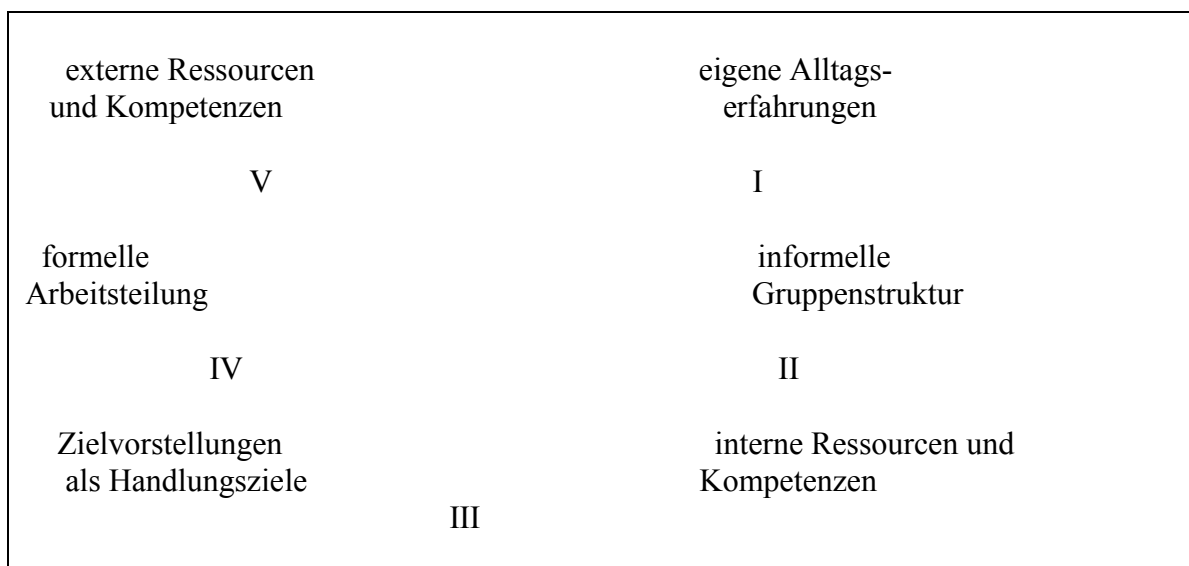 externe Ressourcen eigene Alltags-
und Kompetenzen erfahrungen
V I
formelle informelle
Arbeitsteilung Gruppenstruktur
IV II
Zielvorstellungen interne Ressourcen und
als Handlungsziele Kompetenzen
III